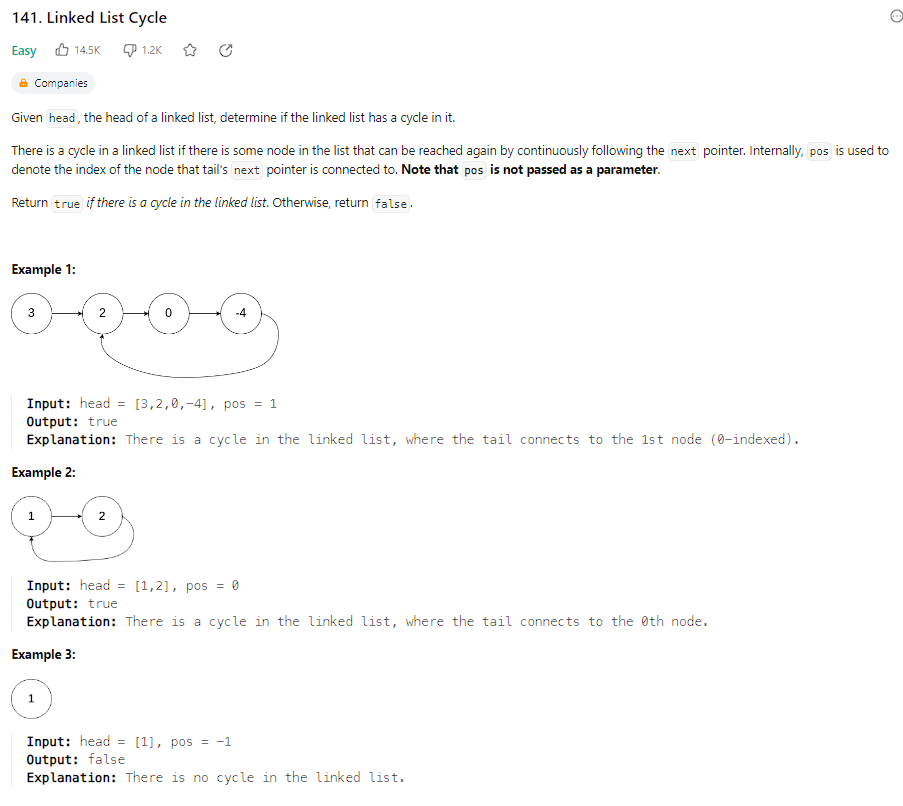 141. Linked List Cycle
Easy 14.5K 1.2K
Companies
Given head, the head of a linked list, determine if the linked list has a cycle in it.
There is a cycle in a linked list if there is some node in the list that can be reached again by continuously following the next pointer. Internally, pos is used to
denote the index of the node that tail's next pointer is connected to. Note that pos is not passed as a parameter.
Return true if there is a cycle in the linked list. Otherwise, return false.
Example 1:
3 2 0 -4
Input: head = [3,2,0,-4], pos = 1
Output: true
Explanation: There is a cycle in the linked list, where the tail connects to the 1st node (0-indexed).
Example 2:
1 2
Input: head = [1,2], pos = 0
Output: true
Explanation: There is a cycle in the linked list, where the tail connects to the 0th node.
Example 3:
1
Input: head = [1], pos = -1
Output: false
Explanation: There is no cycle in the linked list.